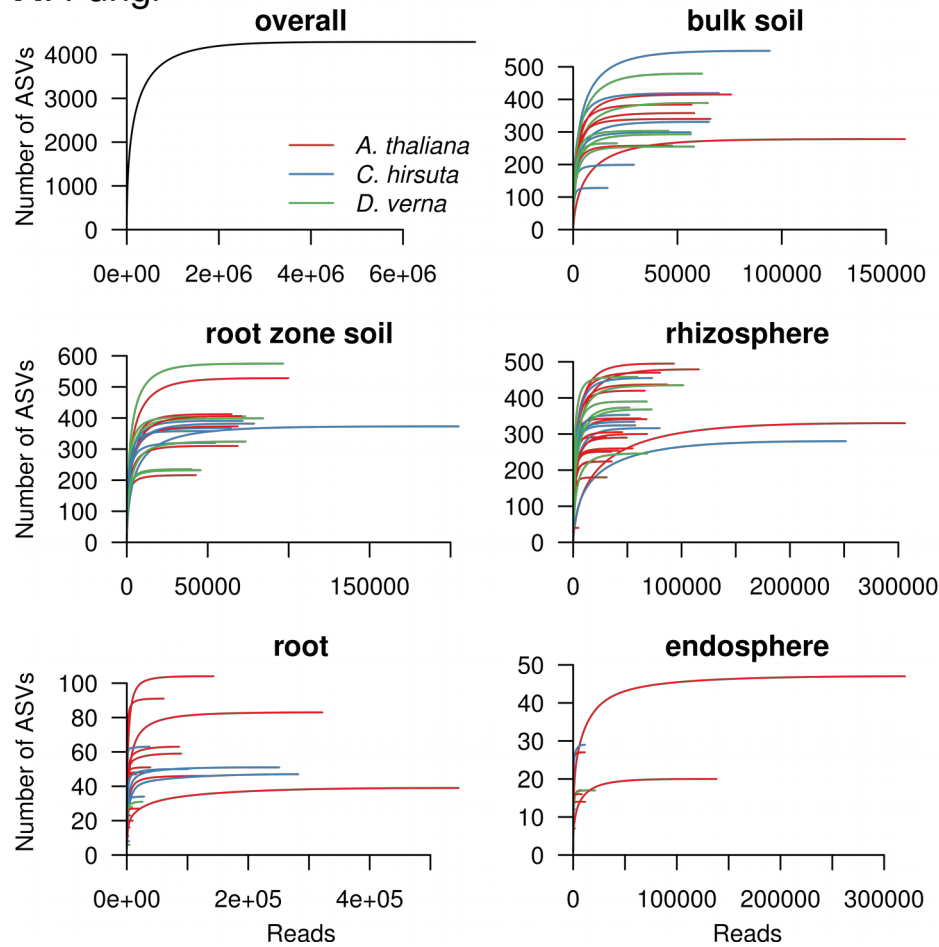 A. Fungi
overall
bulk soil
Number of ASVs
4000
3000
2000
1000
0
0e+00 2e+06 4e+06 6e+06
A. thaliana
C. hirsuta
D. verna
500
400
300
200
100
0
0 50000 100000 150000
root zone soil
rhizosphere
Number of ASVs
600
500
400
300
200
100
0
0 50000 150000
500
400
300
200
100
0
0 100000 200000 300000
root
endosphere
Number of ASVs
100
80
60
40
20
0
0e+00 2e+05 4e+05
Reads
50
40
30
20
10
0
0 100000 200000 300000
Reads